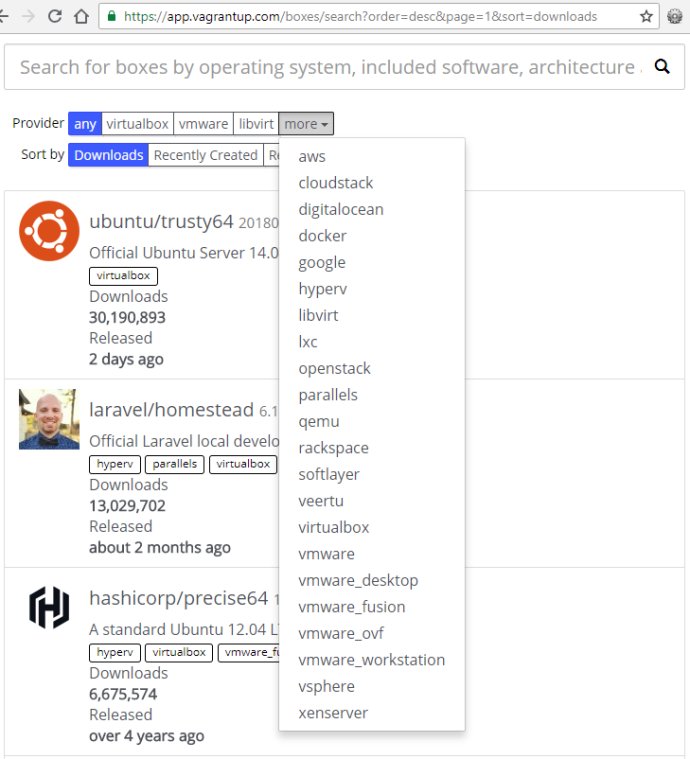 https://app.vagrantup.com/boxes/search?order=desc&page=1&sort=downloads
Search for boxes by operating system, included software, architecture
Provider any virtualbox vmware libvirt more
Sort by Downloads Recently Created
aws
cloudstack
digitalocean
docker
google
hyperv
libvirt
lxc
openstack
parallels
qemu
rackspace
softlayer
veertu
virtualbox
vmware
vmware_desktop
vmware_fusion
vmware_ovf
vmware_workstation
vsphere
xenserver
ubuntu/trusty64 20180
Official Ubuntu Server 14.0
virtualbox
Downloads
30,190,893
Released
2 days ago
laravel/homestead 6.1
Official Laravel local develo
hyperv parallels virtualbox
Downloads
13,029,702
Released
about 2 months ago
hashicorp/precise64 1
A standard Ubuntu 12.04 L
hyperv virtualbox vmware_fu
Downloads
6,675,574
Released
over 4 years ago